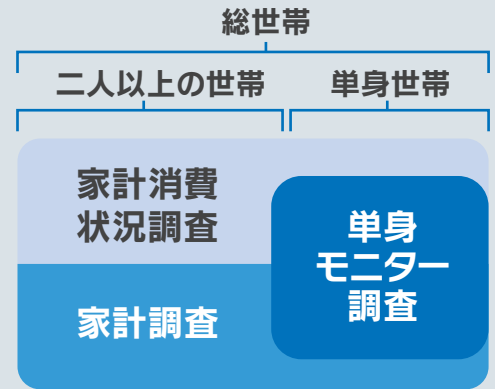 総世帯
二人以上の世帯
単身世帯
家計消費
状況調査
単身
モニター
調査
家計調査